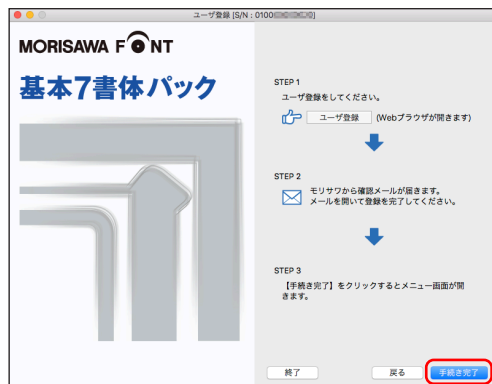 ユーザ登録 [S/N : 0100
MORISAWA FONT
基本7書体パック
STEP 1
ユーザ登録をしてください。
ユーザ登録 (Webブラウザが開きます)
STEP 2
モリサワから確認メールが届きます。
メールを開いて登録を完了してください。
STEP 3
【手続き完了】をクリックするとメニュー画面が開
きます。
終了 戻る 手続き完了